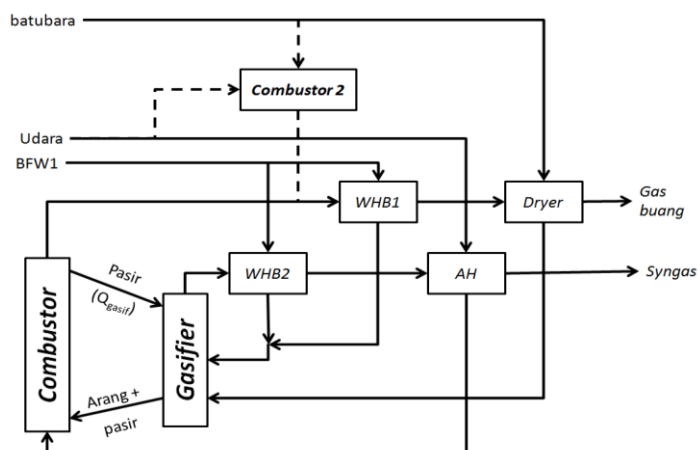 batubara
Combustor 2
Udara
BFW1
WHB1
Dryer
Gas
buang
WHB2
AH
Syngas
Pasir
(Qgasif)
Combustor
Gasifier
Arang +
pasir